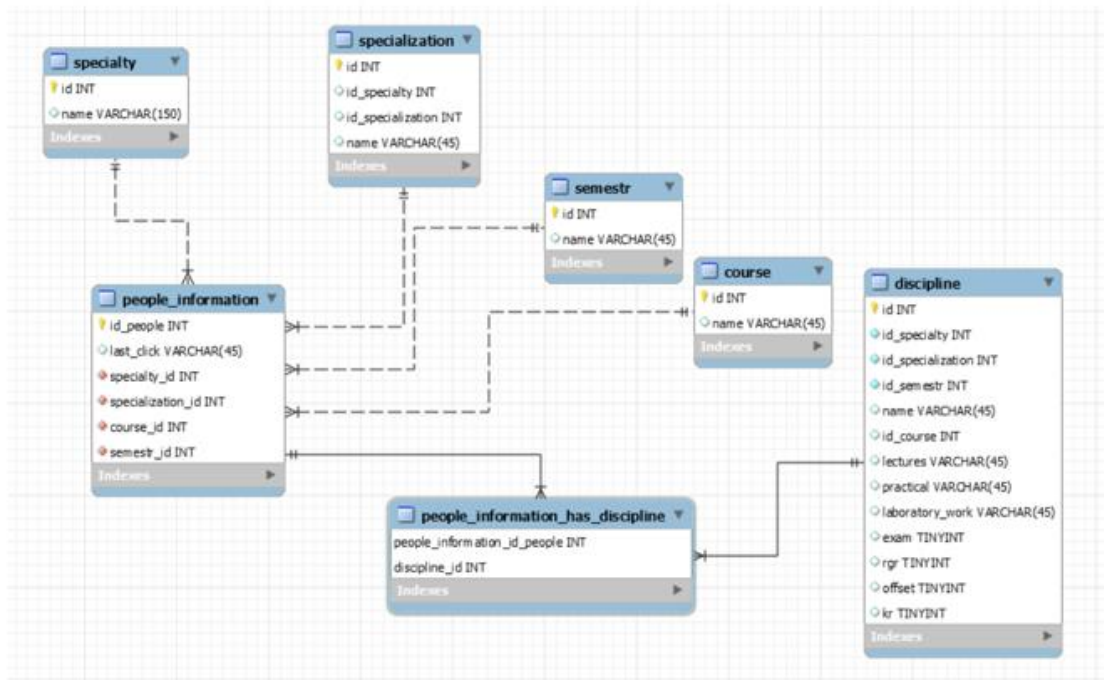 specialty
id INT
name VARCHAR(150)
Indexes
specialization
id INT
id_specialty INT
id_specialization INT
name VARCHAR(45)
Indexes
semestr
id INT
name VARCHAR(45)
Indexes
course
id INT
name VARCHAR(45)
Indexes
discipline
id INT
id_specialty INT
id_specialization INT
id_semestr INT
name VARCHAR(45)
id_course INT
lectures VARCHAR(45)
practical VARCHAR(45)
laboratory_work VARCHAR(45)
exam TINYINT
rgr TINYINT
offset TINYINT
kr TINYINT
Indexes
people_information
id_people INT
last_click VARCHAR(45)
specialty_id INT
specialization_id INT
course_id INT
semestr_id INT
Indexes
people_information_has_discipline
people_information_id_people INT
discipline_id INT
Indexes